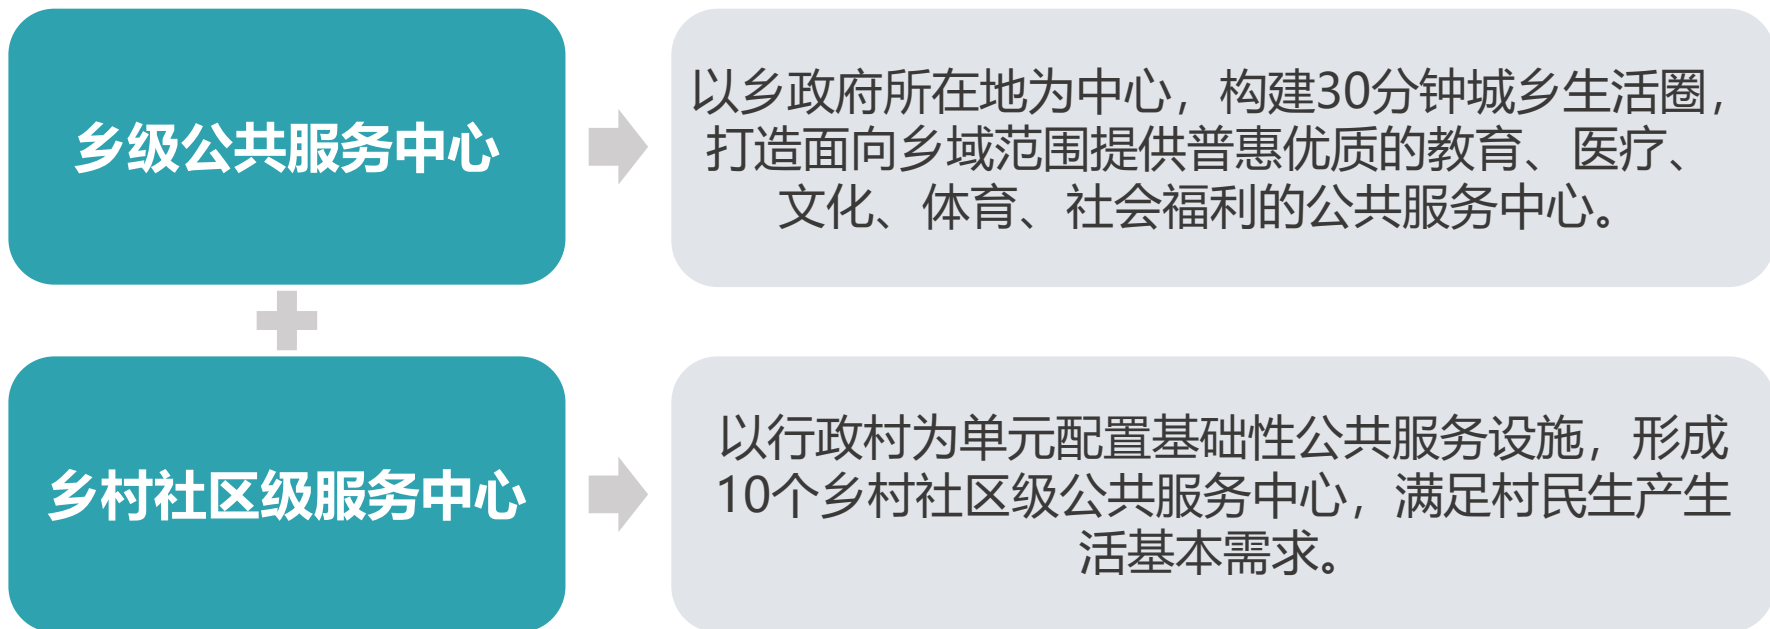 乡级公共服务中心
以乡政府所在地为中心，构建30分钟城乡生活圈，
打造面向乡域范围提供普惠优质的教育、医疗、
文化、体育、社会福利的公共服务中心。
乡村社区级服务中心
以行政村为单元配置基础性公共服务设施，形成
10个乡村社区级公共服务中心，满足村民生产生
活基本需求。